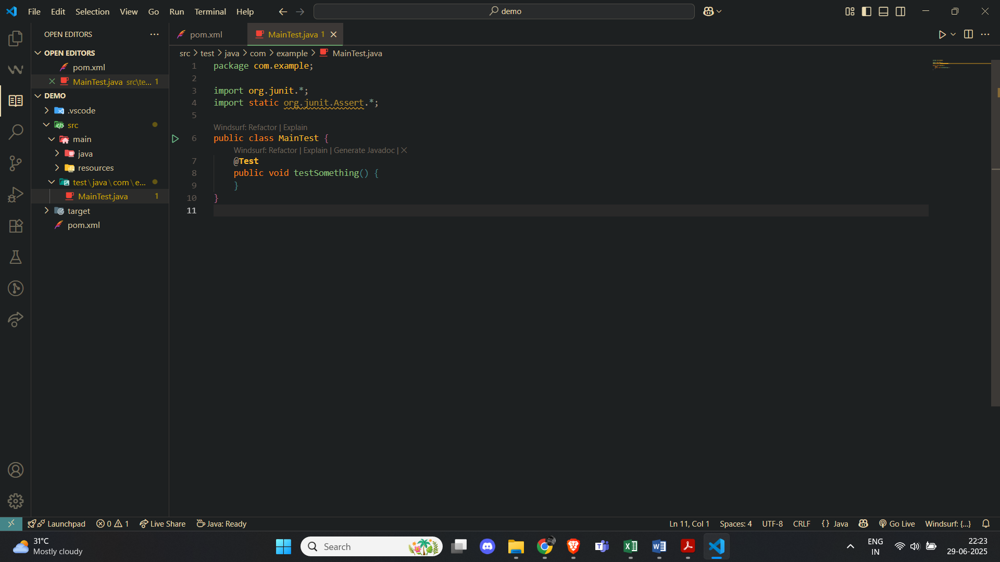 File Edit Selection View Go Run Terminal Help
demo
OPEN EDITORS
OPEN EDITORS
pom.xml
MainTest.java src\te... 1
DEMO
.vscode
src
main
java
resources
test\java\com\e...
MainTest.java 1
target
pom.xml
pom.xml
MainTest.java 1
src > test > java > com > example > MainTest.java
1 package com.example;
2
3 import org.junit.*;
4 import static org.junit.Assert.*;
5
Windsurf: Refactor | Explain
6 public class MainTest {
Windsurf: Refactor | Explain | Generate Javadoc | ×
7 @Test
8 public void testSomething() {
9 }
10 }
11
Launchpad 0 1 Live Share Java: Ready
Ln 11, Col 1 Spaces: 4 UTF-8 CRLF {} Java Go Live Windsurf: {...}
31°C
Mostly cloudy
Search
ENG
IN
22:23
29-06-2025